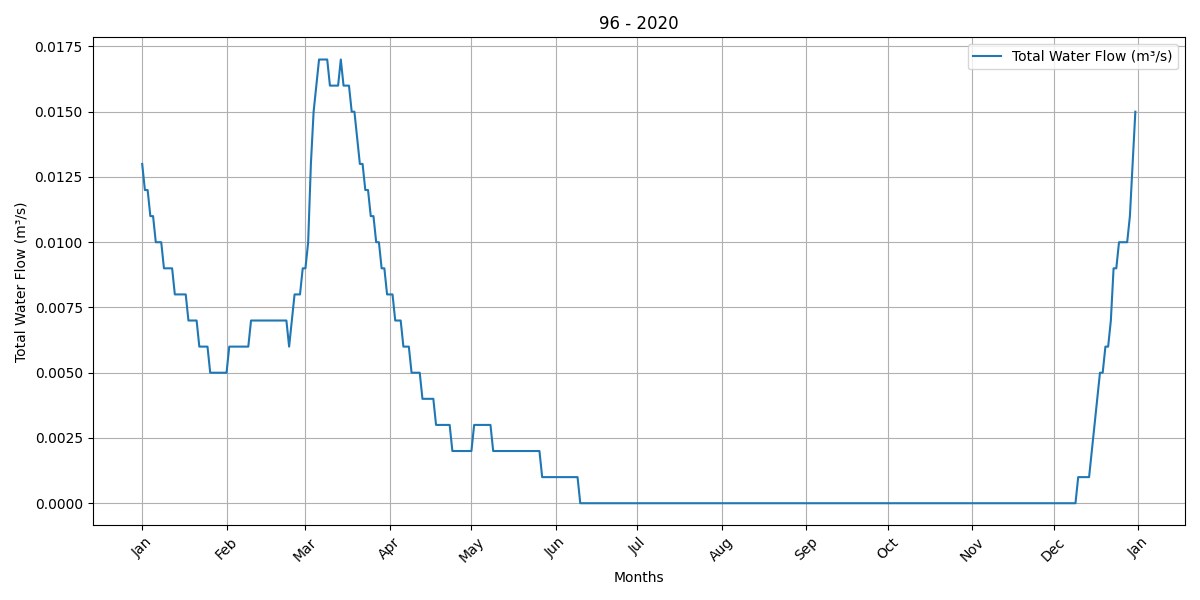 96 - 2020
Total Water Flow (m³/s)
Total Water Flow (m³/s)
0.0175
0.0150
0.0125
0.0100
0.0075
0.0050
0.0025
0.0000
Jan
Feb
Mar
Apr
May
Jun
Jul
Aug
Sep
Oct
Nov
Dec
Jan
Months